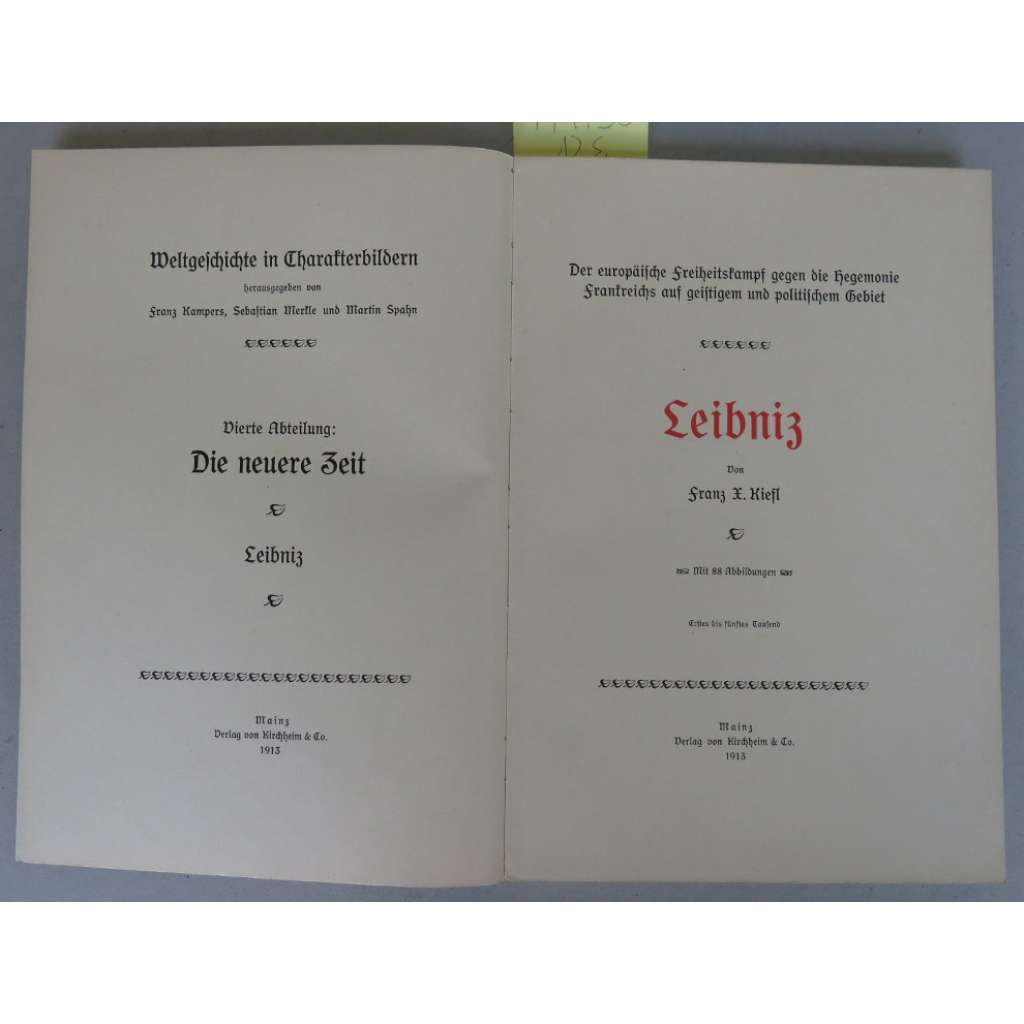 Weltgeschichte in Charakterbildern
herausgegeben von
Franz Kampers, Sebastian Merkle und Martin Spahn
Vierte Abteilung:
Die neuere Zeit
Leibniz
Mainz
Verlag von Kirchheim & Co.
1913
Der europäische Freiheitskampf gegen die Hegemonie
Frankreichs auf geistigem und politischem Gebiet
Leibniz
Von
Franz X. Kiefl
Mit 88 Abbildungen
Erstes bis fünftes Tausend
Mainz
Verlag von Kirchheim & Co.
1913